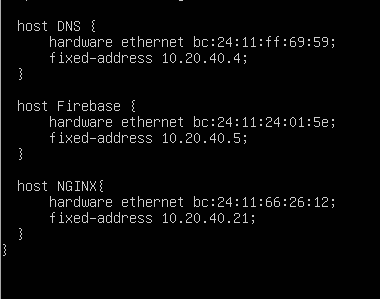 host DNS {
hardware ethernet bc:24:11:ff:69:59;
fixed-address 10.20.40.4;
}
host Firebase {
hardware ethernet bc:24:11:24:01:5e;
fixed-address 10.20.40.5;
}
host NGINX{
hardware ethernet bc:24:11:66:26:12;
fixed-address 10.20.40.21;
}
}